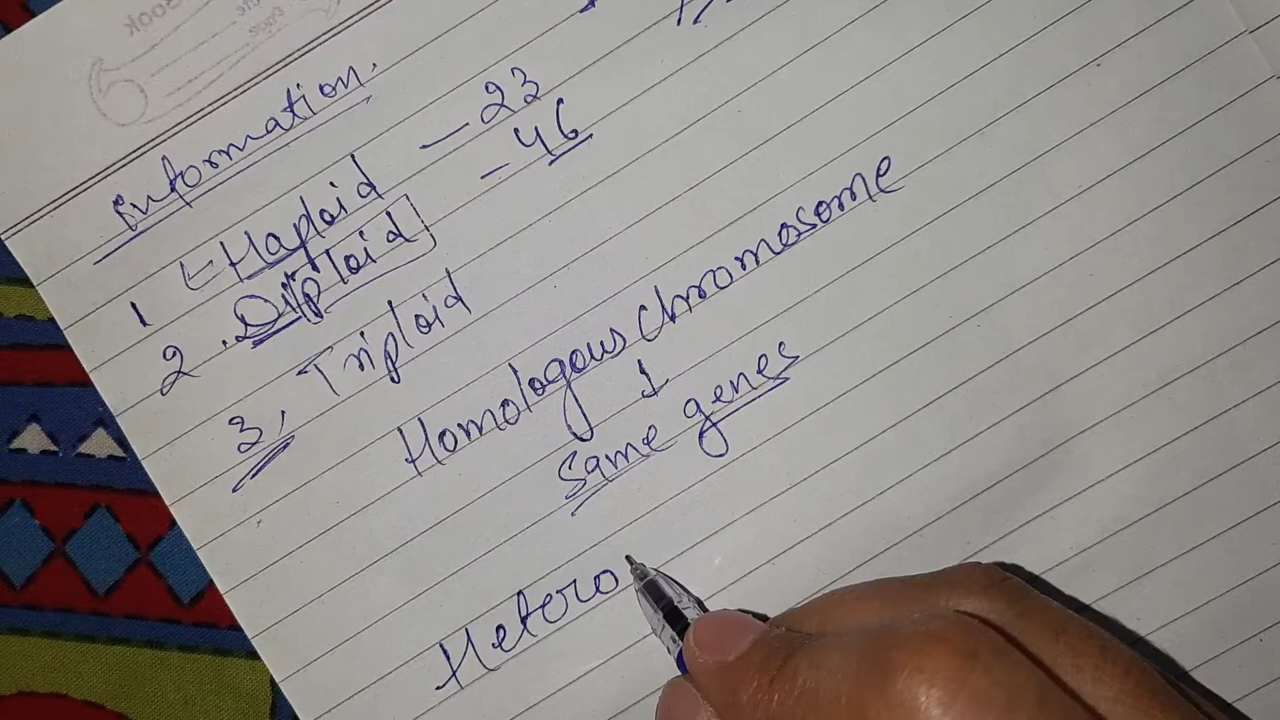 Information.
1 Haploid - 23
2. Diploid - 46
3. Triploid
Homologous chromosome
↓
same genes
Hetero